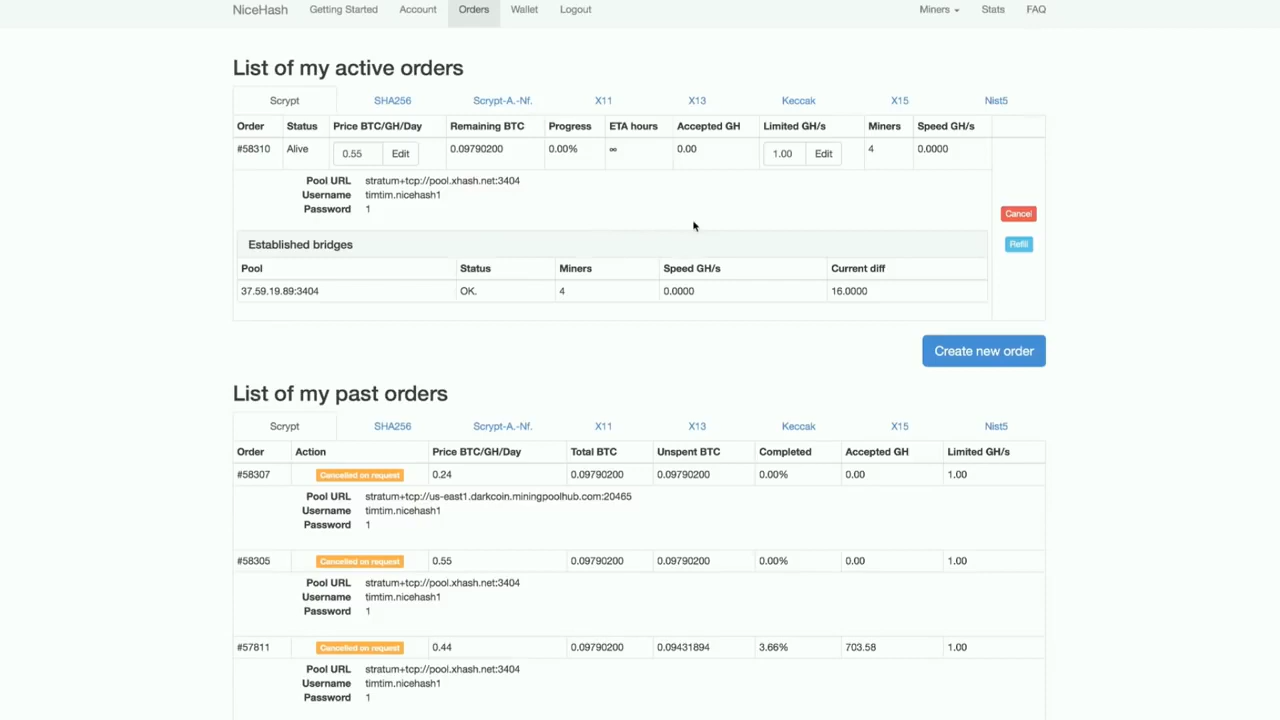 NiceHash Getting Started Account Orders Wallet Logout Miners Stats FAQ
List of my active orders
Scrypt SHA256 Scrypt-A.-Nf. X11 X13 Keccak X15 Nist5
Order Status Price BTC/GH/Day Remaining BTC Progress ETA hours Accepted GH Limited GH/s Miners Speed GH/s
#58310 Alive 0.55 Edit 0.09790200 0.00% ∞ 0.00 1.00 Edit 4 0.0000
Pool URL stratum+tcp://pool.xhash.net:3404
Username timtim.nicehash1
Password 1
Cancel
Refill
Established bridges
Pool Status Miners Speed GH/s Current diff
37.59.19.89:3404 OK. 4 0.0000 16.0000
Create new order
List of my past orders
Scrypt SHA256 Scrypt-A.-Nf. X11 X13 Keccak X15 Nist5
Order Action Price BTC/GH/Day Total BTC Unspent BTC Completed Accepted GH Limited GH/s
#58307 Cancelled on request 0.24 0.09790200 0.09790200 0.00% 0.00 1.00
Pool URL stratum+tcp://us-east1.darkcoin.miningpoolhub.com:20465
Username timtim.nicehash1
Password 1
#58305 Cancelled on request 0.55 0.09790200 0.09790200 0.00% 0.00 1.00
Pool URL stratum+tcp://pool.xhash.net:3404
Username timtim.nicehash1
Password 1
#57811 Cancelled on request 0.44 0.09790200 0.09431894 3.66% 703.58 1.00
Pool URL stratum+tcp://pool.xhash.net:3404
Username timtim.nicehash1
Password 1